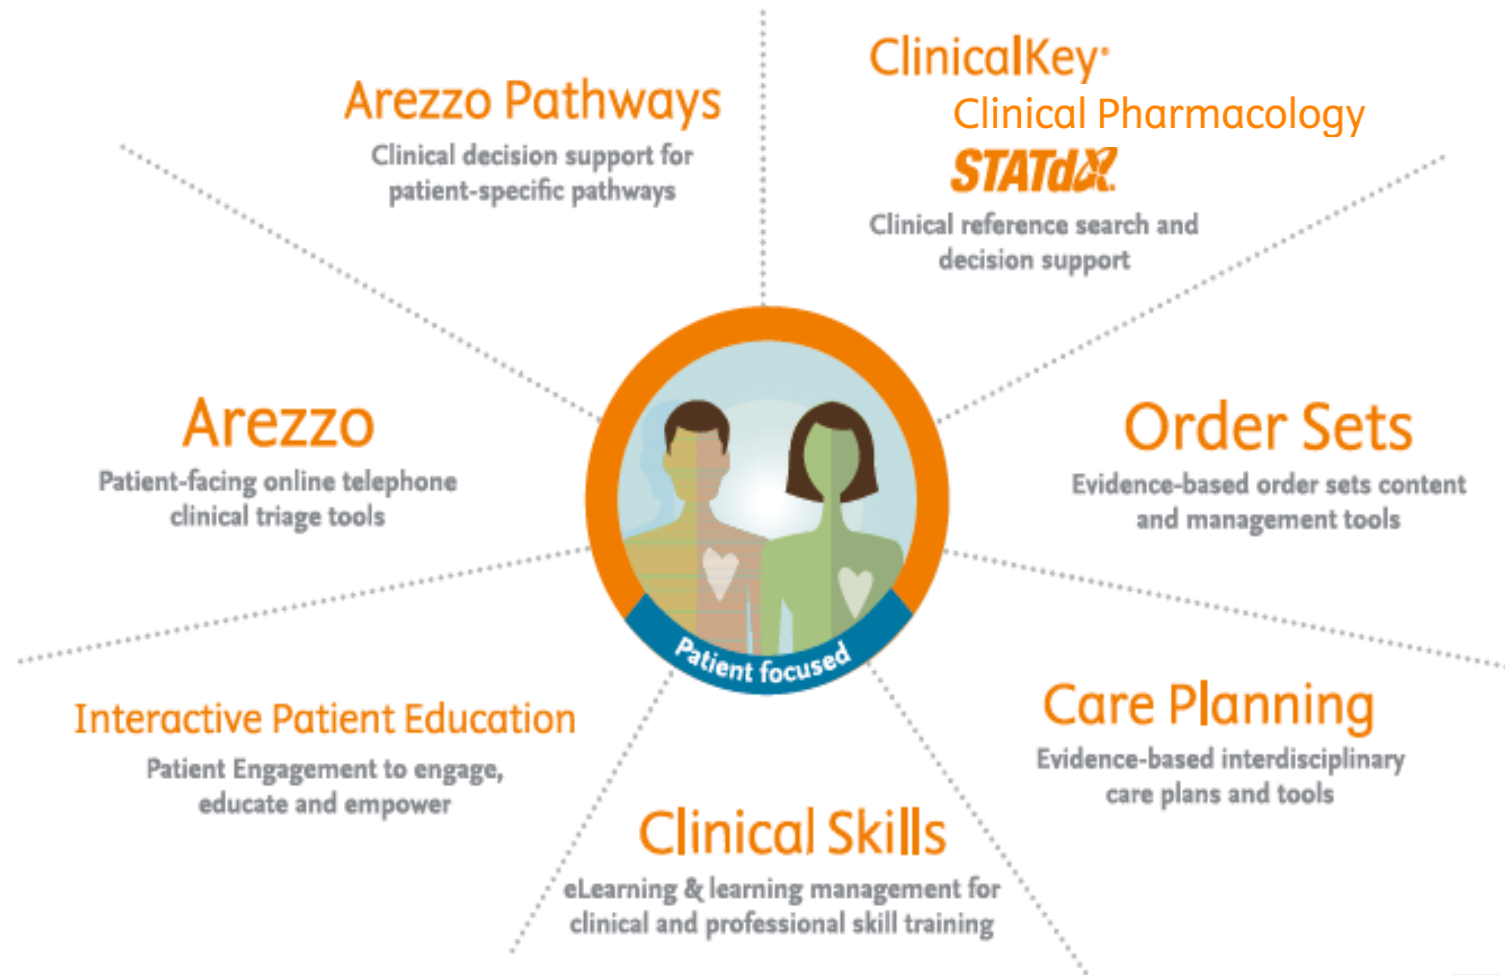 Arezzo Pathways
Clinical decision support for
patient-specific pathways
ClinicalKey®
Clinical Pharmacology
STATdX®
Clinical reference search and
decision support
Arezzo
Patient-facing online telephone
clinical triage tools
Order Sets
Evidence-based order sets content
and management tools
Patient focused
Interactive Patient Education
Patient Engagement to engage,
educate and empower
Care Planning
Evidence-based interdisciplinary
care plans and tools
Clinical Skills
eLearning & learning management for
clinical and professional skill training